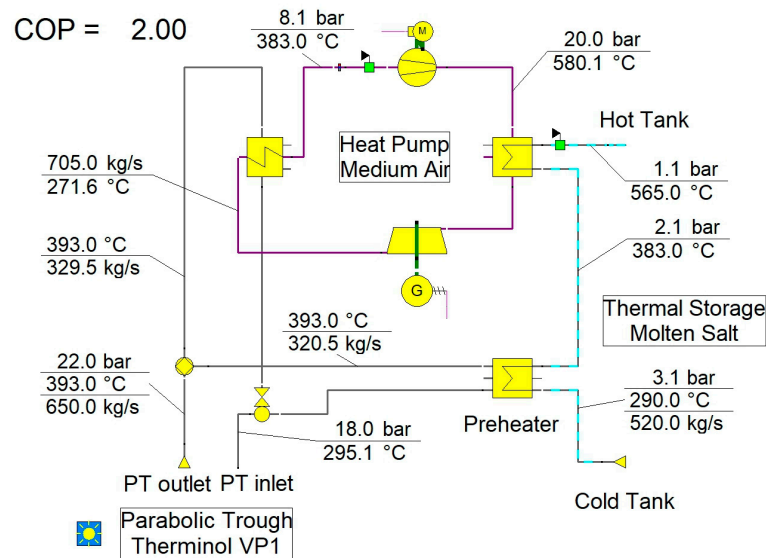 COP = 2.00
8.1 bar
383.0 °C
M
20.0 bar
580.1 °C
Hot Tank
Heat Pump
Medium Air
705.0 kg/s
271.6 °C
1.1 bar
565.0 °C
2.1 bar
383.0 °C
393.0 °C
329.5 kg/s
G
Thermal Storage
Molten Salt
393.0 °C
320.5 kg/s
22.0 bar
393.0 °C
650.0 kg/s
3.1 bar
290.0 °C
520.0 kg/s
Preheater
18.0 bar
295.1 °C
PT outlet
PT inlet
Cold Tank
Parabolic Trough
Therminol VP1